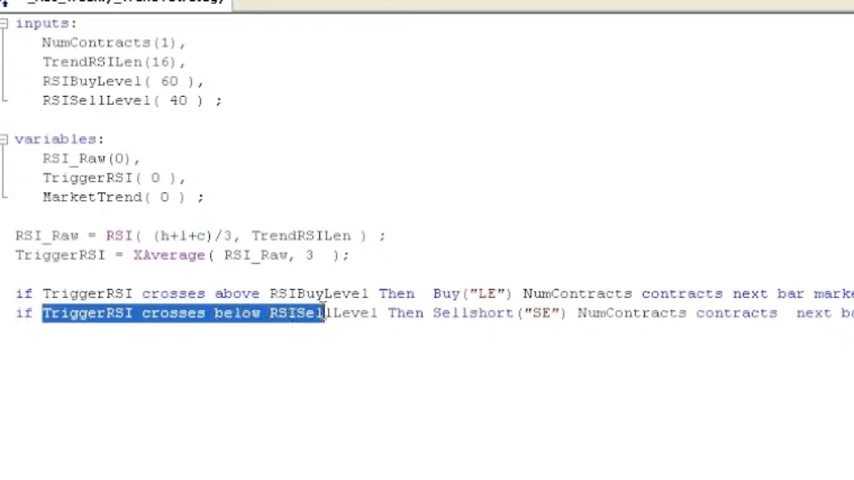 inputs:
NumContracts(1),
TrendRSILen(16),
RSIBuyLevel( 60 ),
RSISellLevel( 40 ) ;
variables:
RSI_Raw(0),
TriggerRSI( 0 ),
MarketTrend( 0 ) ;
RSI_Raw = RSI( (h+l+c)/3, TrendRSILen ) ;
TriggerRSI = XAverage( RSI_Raw, 3 );
if TriggerRSI crosses above RSIBuyLevel Then Buy("LE") NumContracts contracts next bar marke
if TriggerRSI crosses below RSISellLevel Then Sellshort("SE") NumContracts contracts next ba